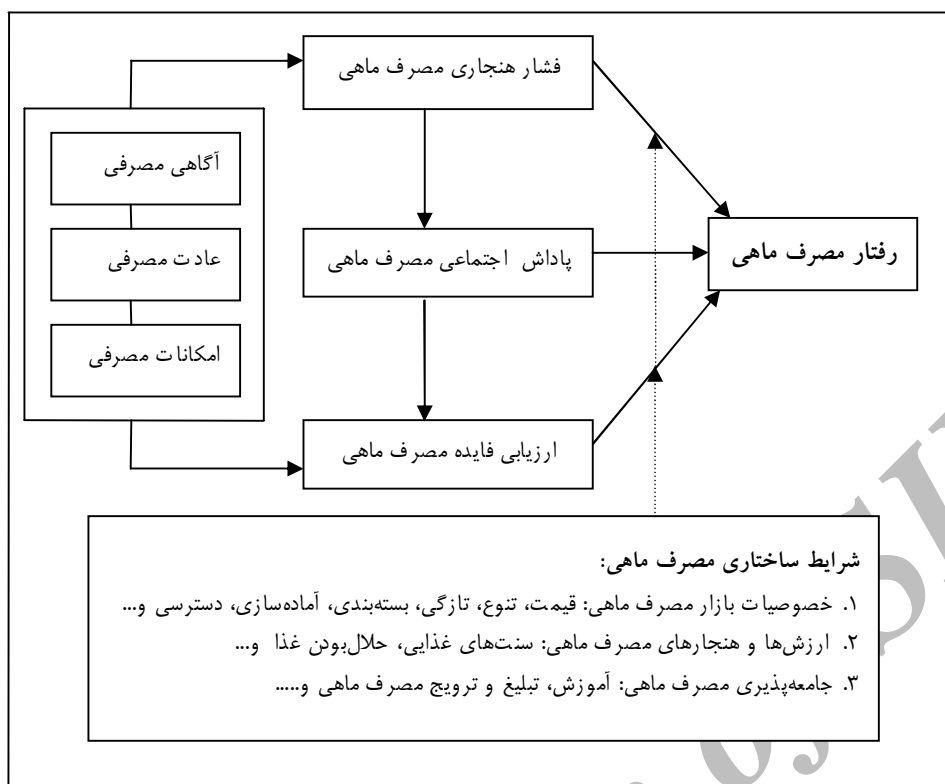 فشار هنجاری مصرف ماهی
آگاهی مصرفی
عادت مصرفی
امکانات مصرفی
پاداش اجتماعی مصرف ماهی
رفتار مصرف ماهی
ارزیابی فایده مصرف ماهی
شرایط ساختاری مصرف ماهی:
۱. خصوصیات بازار مصرف ماهی: قیمت، تنوع، تازگی، بسته‌بندی، آماده‌سازی، دسترسی و...
۲. ارزش‌ها و هنجارهای مصرف ماهی: سنت‌های غذایی، حلال‌بودن غذا و...
۳. جامعه‌پذیری مصرف ماهی: آموزش، تبلیغ و ترویج مصرف ماهی و.....